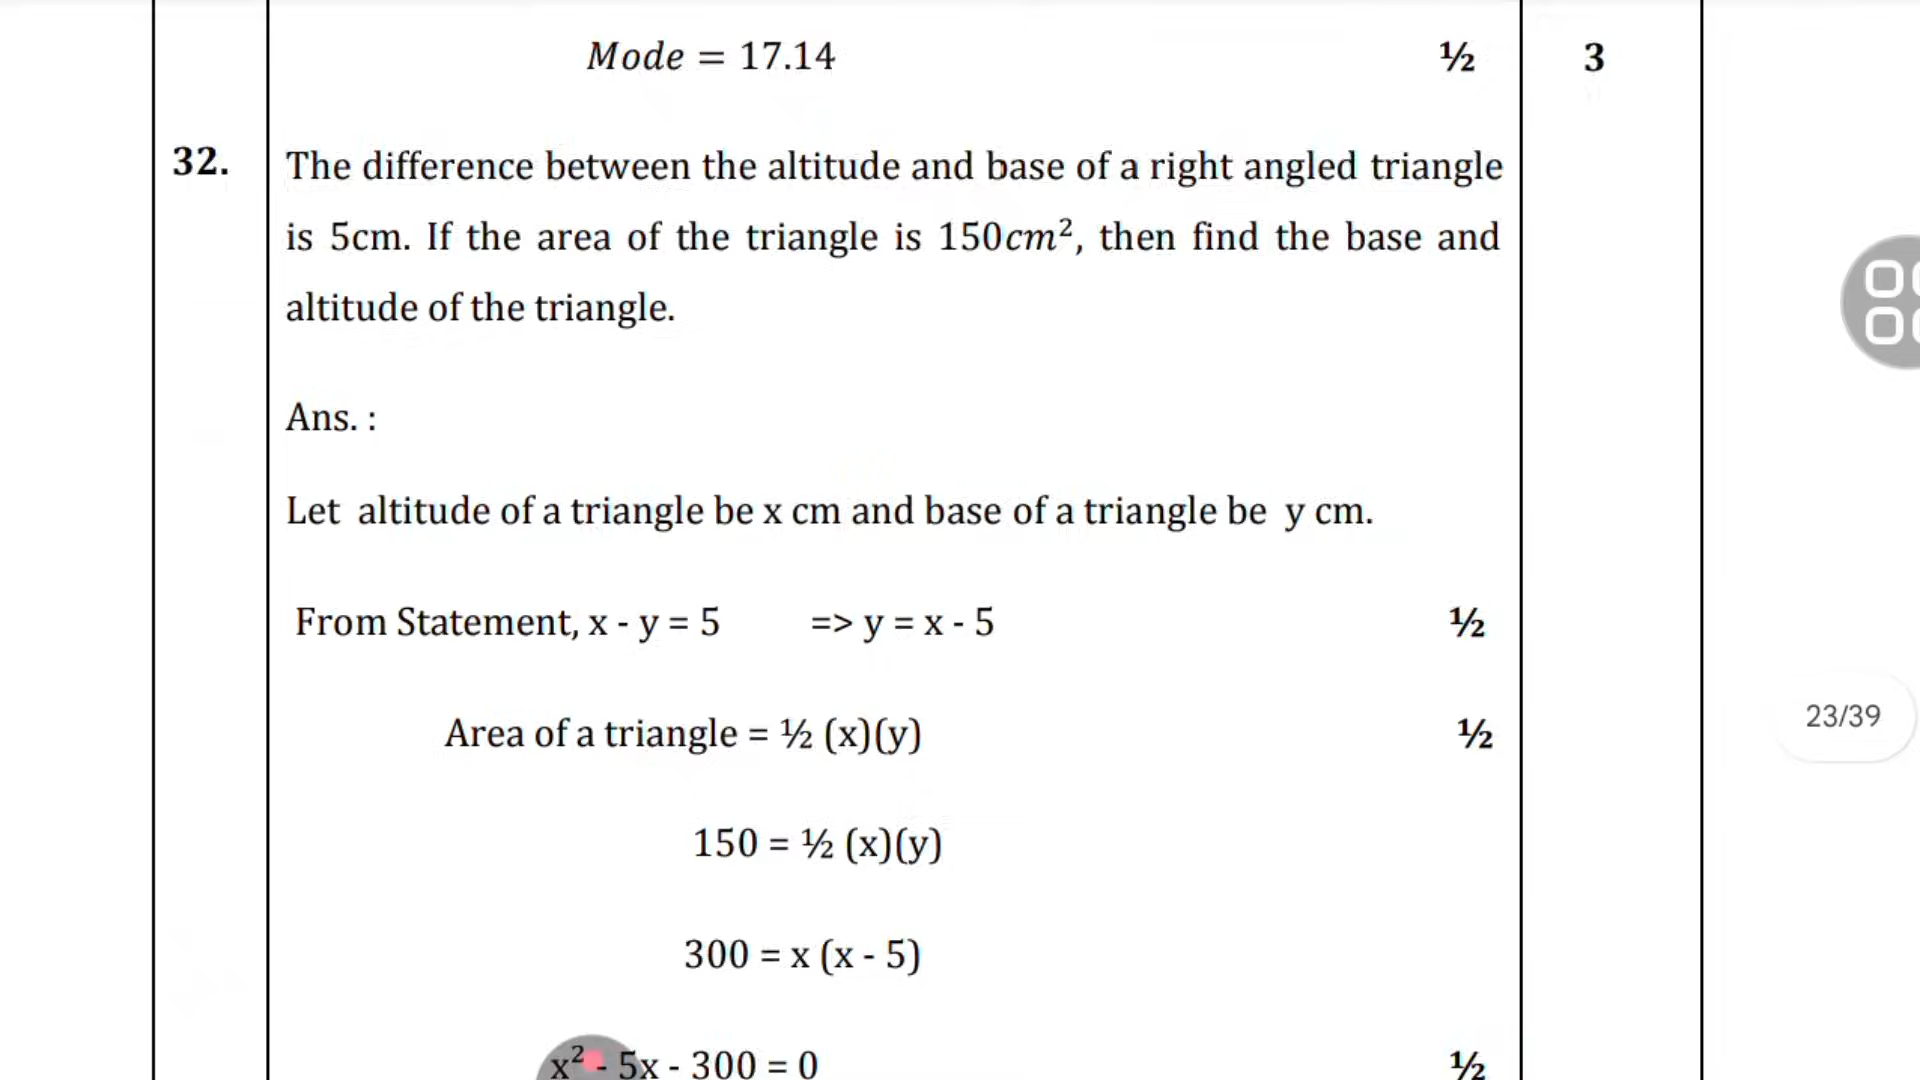 Mode = 17.14 ½ 3
32. The difference between the altitude and base of a right angled triangle
is 5cm. If the area of the triangle is 150cm², then find the base and
altitude of the triangle.
Ans. :
Let altitude of a triangle be x cm and base of a triangle be y cm.
From Statement, x - y = 5 => y = x - 5 ½
Area of a triangle = ½ (x)(y) ½
23/39
150 = ½ (x)(y)
300 = x (x - 5)
x² - 5x - 300 = 0 ½